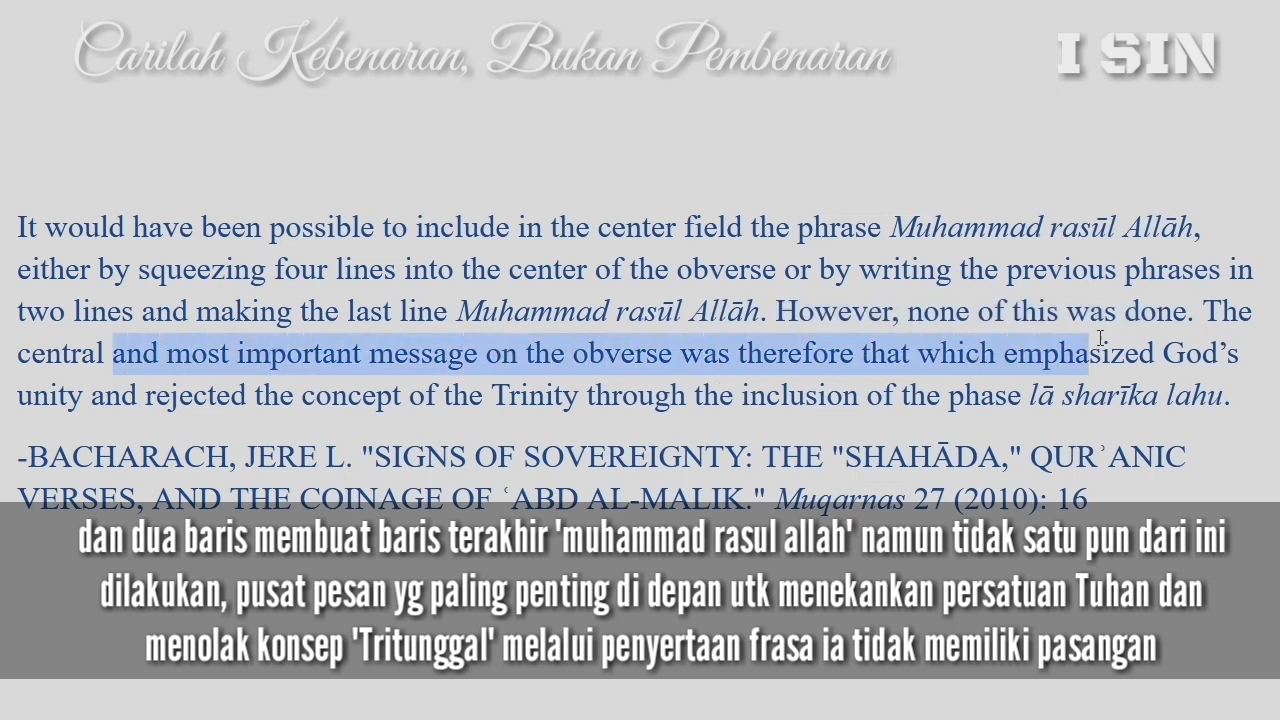 Carilah Kebenaran, Bukan Pembenaran
I SIN
It would have been possible to include in the center field the phrase Muhammad rasūl Allāh,
either by squeezing four lines into the center of the obverse or by writing the previous phrases in
two lines and making the last line Muhammad rasūl Allāh. However, none of this was done. The
central and most important message on the obverse was therefore that which emphasized God’s
unity and rejected the concept of the Trinity through the inclusion of the phase lā sharīka lahu.
-BACHARACH, JERE L. "SIGNS OF SOVEREIGNTY: THE "SHAHĀDA," QURʾANIC
VERSES, AND THE COINAGE OF ʿABD AL-MALIK." Muqarnas 27 (2010): 16
dan dua baris membuat baris terakhir 'muhammad rasul allah' namun tidak satu pun dari ini
dilakukan, pusat pesan yg paling penting di depan utk menekankan persatuan Tuhan dan
menolak konsep 'Tritunggal' melalui penyertaan frasa ia tidak memiliki pasangan